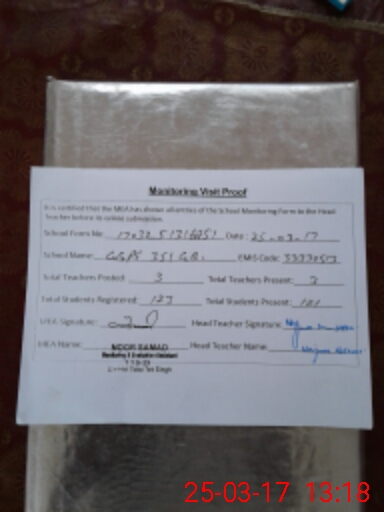 Monitoring Visit Proof
It is certified that the MEA has shown all entries of the School Monitoring Form to the Head
Teacher before its online submission.
School Form No: Date: 25-03-17
School Name: 351 G.B. EMIS Code: 33330513
Total Teachers Posted: 3 Total Teachers Present: 3
Total Students Registered: 127 Total Students Present: 121
MEA Signature: Head Teacher Signature:
MEA Name: NOOR SAMAD Head Teacher Name:
Monitoring & Evaluation Assistant
25-03-17 13:18